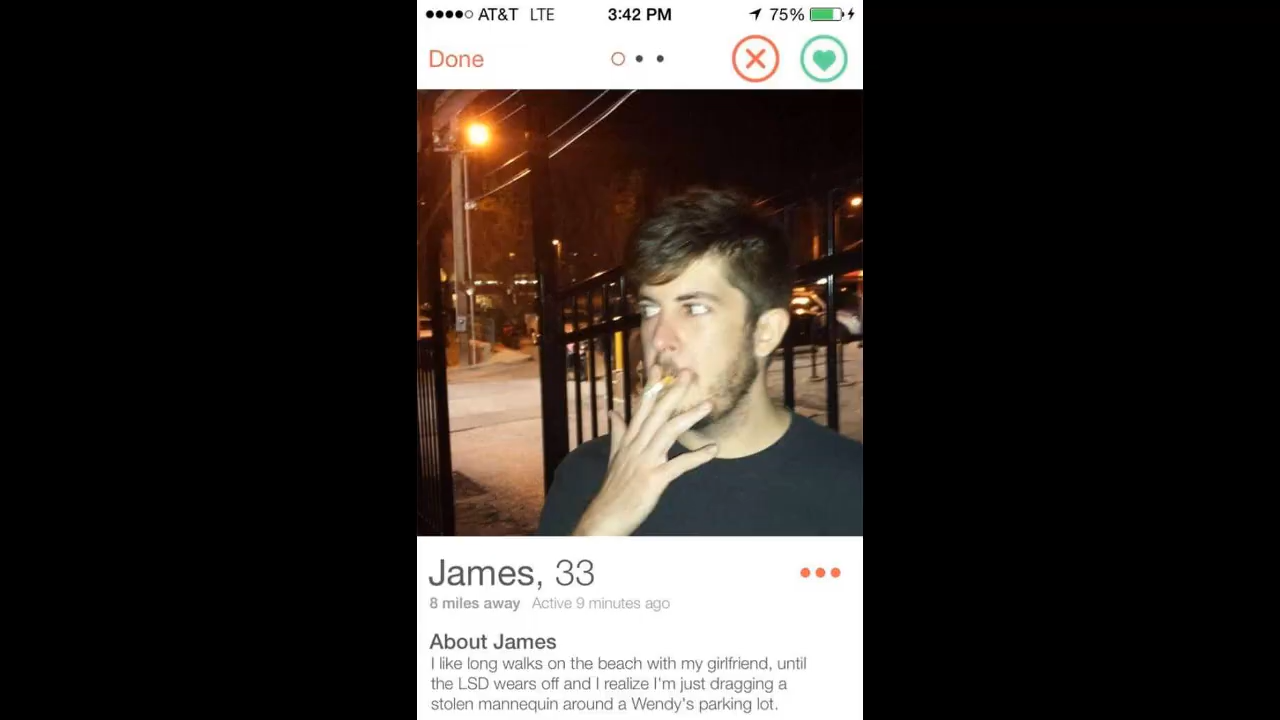 AT&T LTE 3:42 PM 75%
Done
James, 33
8 miles away Active 9 minutes ago
About James
I like long walks on the beach with my girlfriend, until
the LSD wears off and I realize I'm just dragging a
stolen mannequin around a Wendy's parking lot.